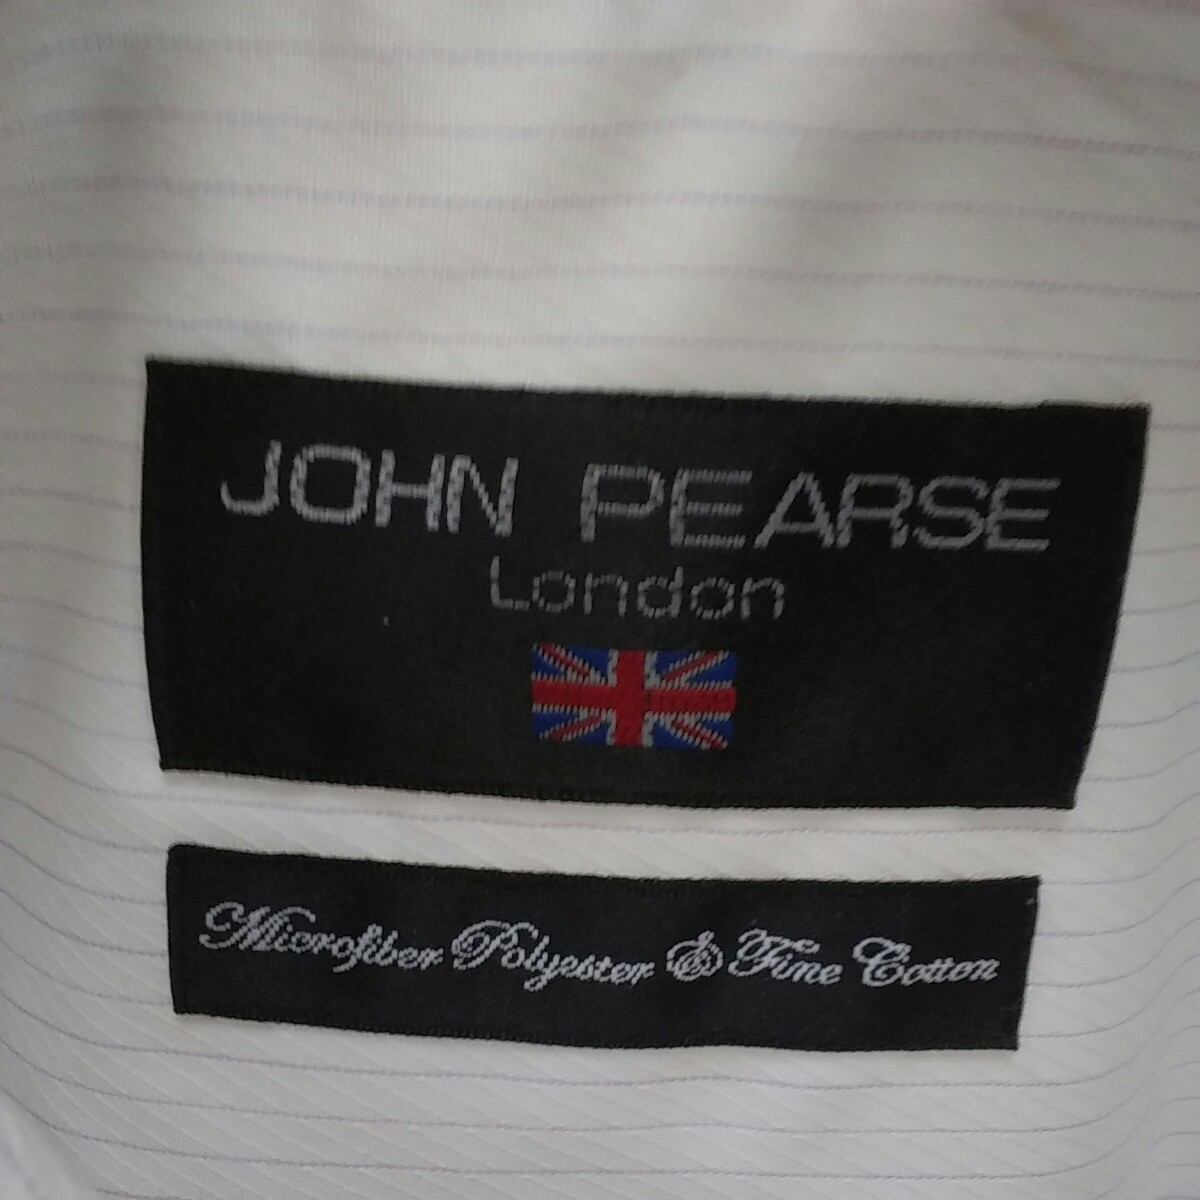 JOHN PEARSE
London
Microfiber Polyester & Fine Cotton